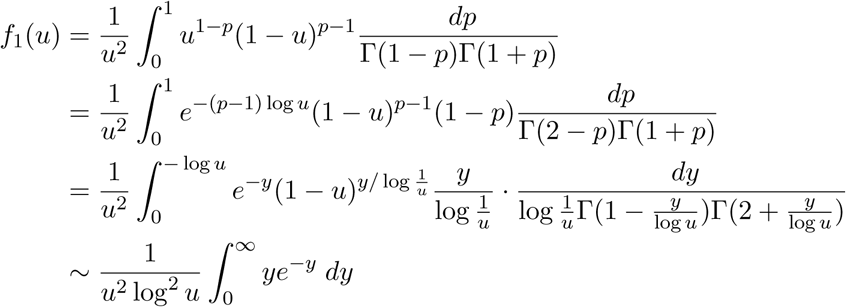 f_1(u) = \frac{1}{u^2} \int_0^1 u^{1-p}(1-u)^{p-1} \frac{dp}{\Gamma(1-p)\Gamma(1+p)}
= \frac{1}{u^2} \int_0^1 e^{-(p-1)\log u}(1-u)^{p-1}(1-p) \frac{dp}{\Gamma(2-p)\Gamma(1+p)}
= \frac{1}{u^2} \int_0^{-\log u} e^{-y}(1-u)^{y/\log \frac{1}{u}} \frac{y}{\log \frac{1}{u}} \cdot \frac{dy}{\log \frac{1}{u}\Gamma(1-\frac{y}{\log u})\Gamma(2+\frac{y}{\log u})}
\sim \frac{1}{u^2 \log^2 u} \int_0^\infty ye^{-y} \, dy